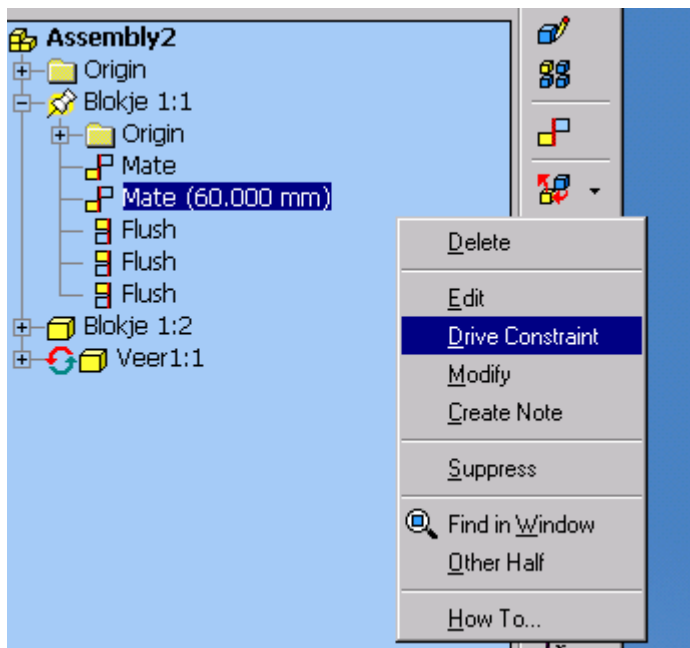 Assembly2
Origin
Blokje 1:1
Origin
Mate
Mate (60.000 mm)
Flush
Flush
Flush
Blokje 1:2
Veer1:1
Delete
Edit
Drive Constraint
Modify
Create Note
Suppress
Find in Window
Other Half
How To...